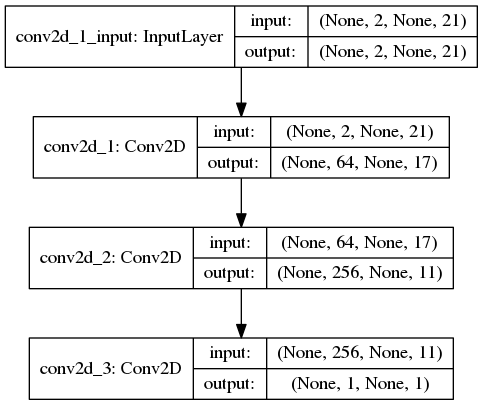 conv2d_1_input: InputLayer
input: (None, 2, None, 21)
output: (None, 2, None, 21)
conv2d_1: Conv2D
input: (None, 2, None, 21)
output: (None, 64, None, 17)
conv2d_2: Conv2D
input: (None, 64, None, 17)
output: (None, 256, None, 11)
conv2d_3: Conv2D
input: (None, 256, None, 11)
output: (None, 1, None, 1)